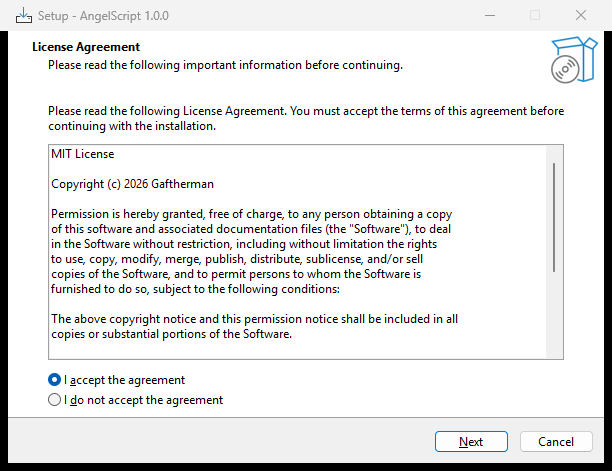 Setup - AngelScript 1.0.0
License Agreement
Please read the following important information before continuing.
Please read the following License Agreement. You must accept the terms of this agreement before
continuing with the installation.
MIT License
Copyright (c) 2026 Gaftherman
Permission is hereby granted, free of charge, to any person obtaining a copy
of this software and associated documentation files (the "Software"), to deal
in the Software without restriction, including without limitation the rights
to use, copy, modify, merge, publish, distribute, sublicense, and/or sell
copies of the Software, and to permit persons to whom the Software is
furnished to do so, subject to the following conditions:
The above copyright notice and this permission notice shall be included in all
copies or substantial portions of the Software.
I accept the agreement
I do not accept the agreement
Next
Cancel